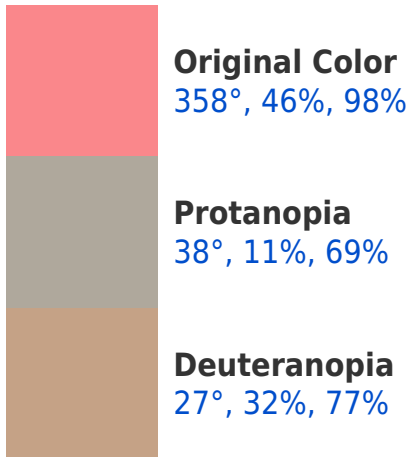 Original Color
358°, 46%, 98%
Protanopia
38°, 11%, 69%
Deuteranopia
27°, 32%, 77%